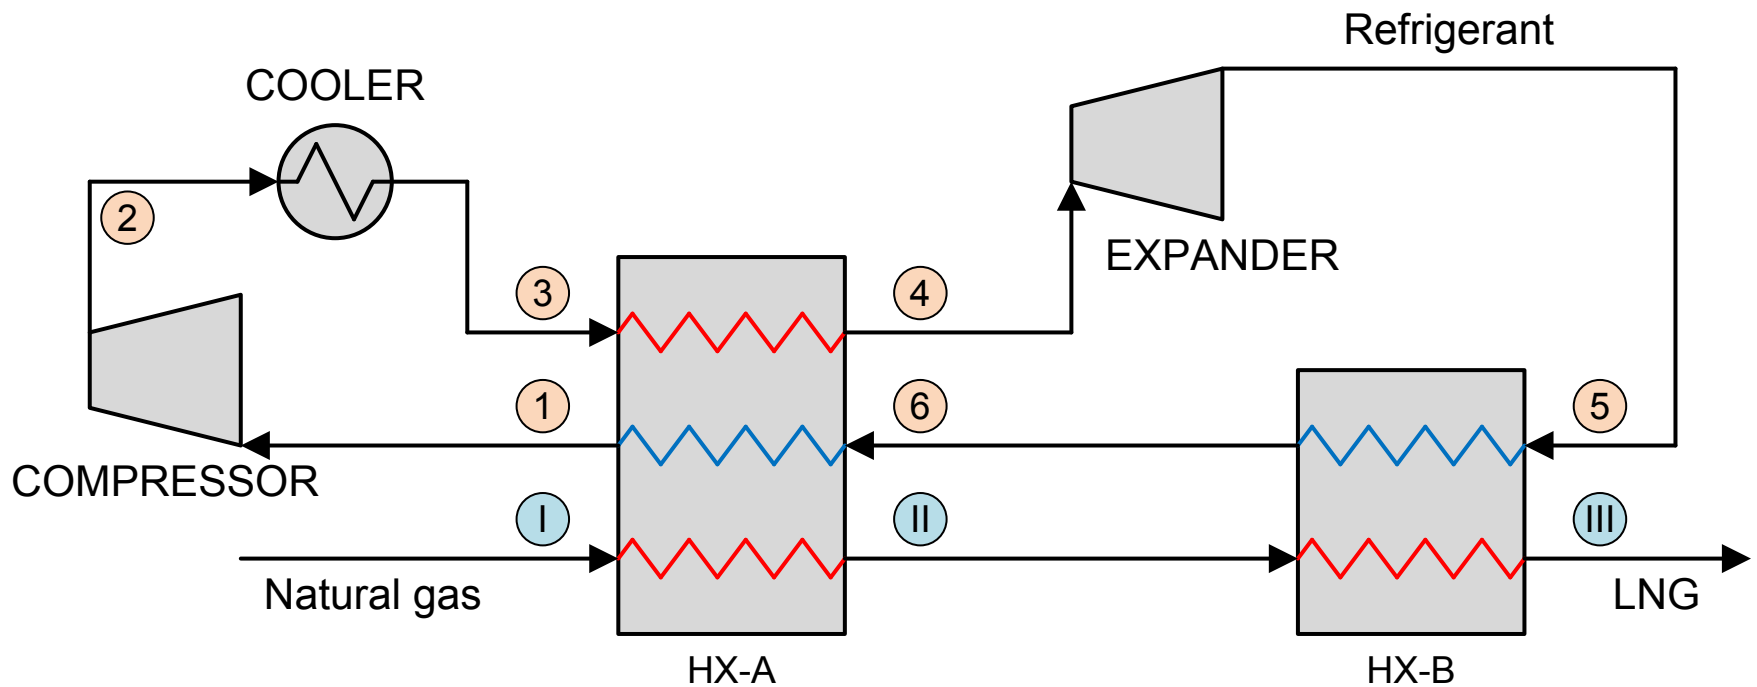 Refrigerant
COOLER
2
EXPANDER
3
4
1
6
5
COMPRESSOR
I
II
III
Natural gas
LNG
HX-A
HX-B